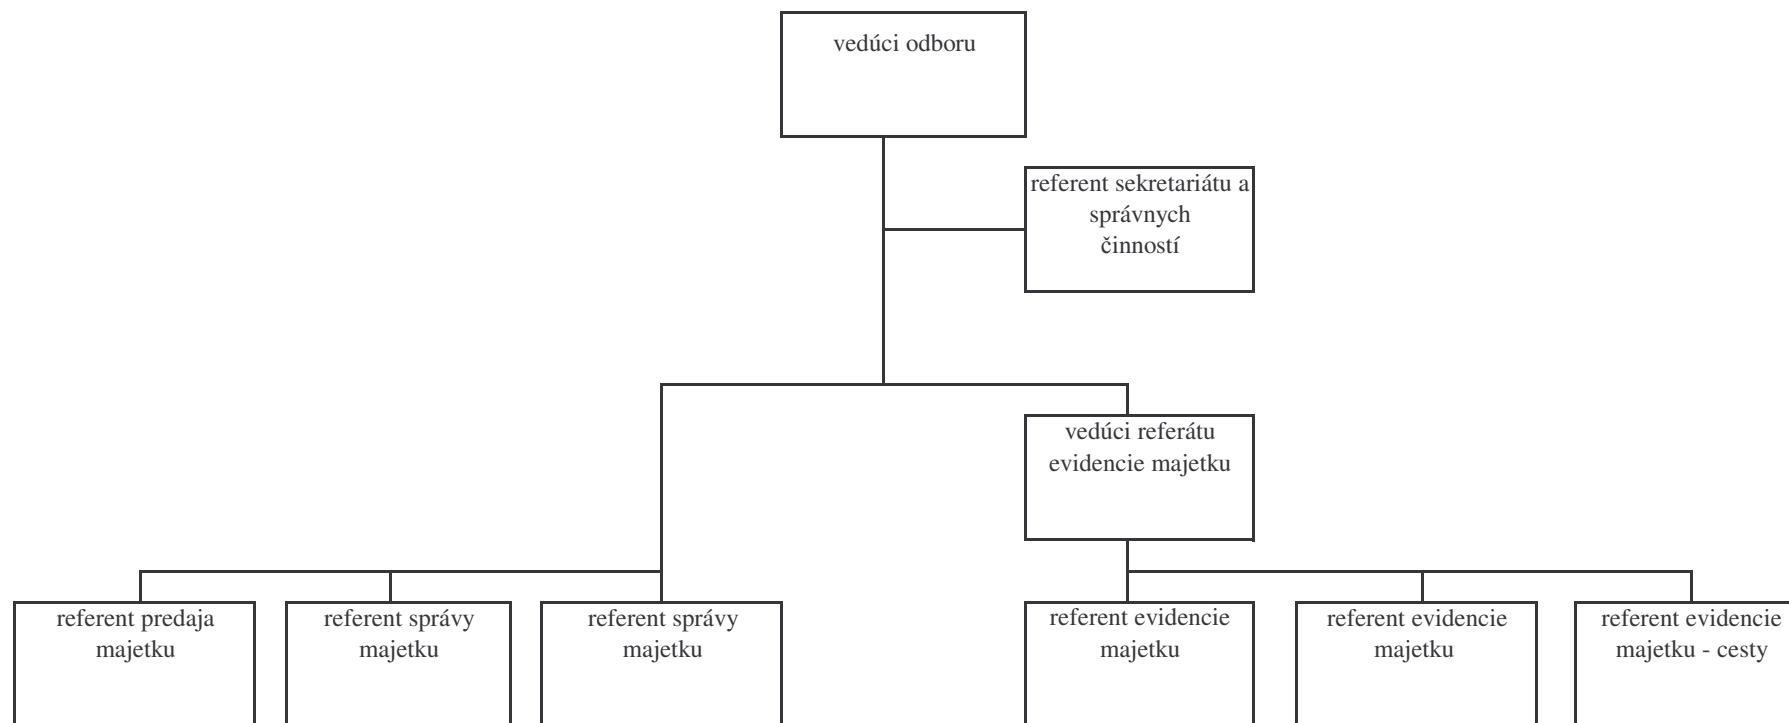 vedúci odboru
referent sekretariátu a
správnych
činností
vedúci referátu
evidencie majetku
referent predaja
majetku
referent správy
majetku
referent správy
majetku
referent evidencie
majetku
referent evidencie
majetku
referent evidencie
majetku - cesty